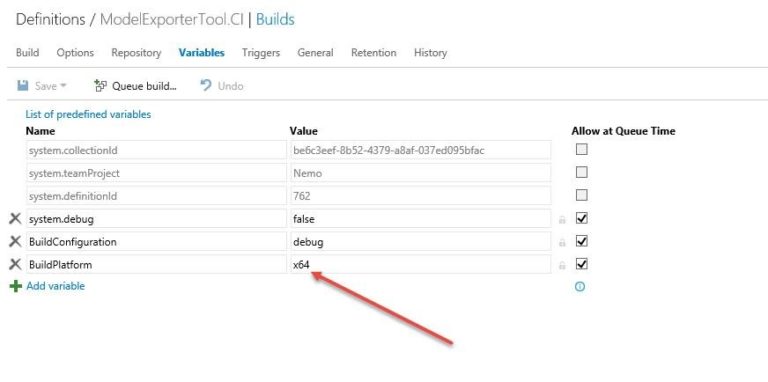 Definitions / ModelExporterTool.CI | Builds
Build Options Repository Variables Triggers General Retention History
Save Queue build... Undo
List of predefined variables
Name Value Allow at Queue Time
system.collectionId be6c3eef-8b52-4379-a8af-037ed095bfac
system.teamProject Nemo
system.definitionId 762
system.debug false
BuildConfiguration debug
BuildPlatform x64
Add variable